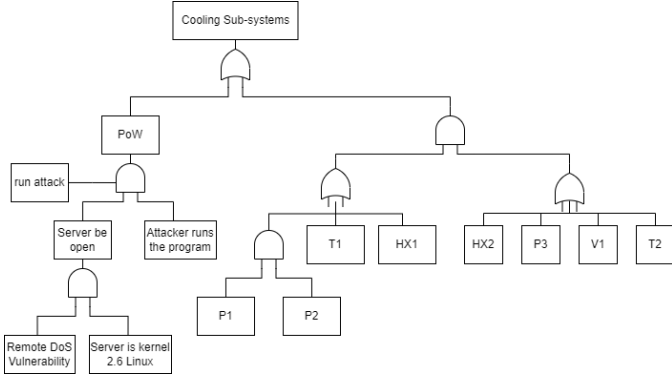 Cooling Sub-systems
PoW
run attack
Server be
open
Attacker runs
the program
T1
HX1
HX2
P3
V1
T2
P1
P2
Remote DoS
Vulnerability
Server is kernel
2.6 Linux